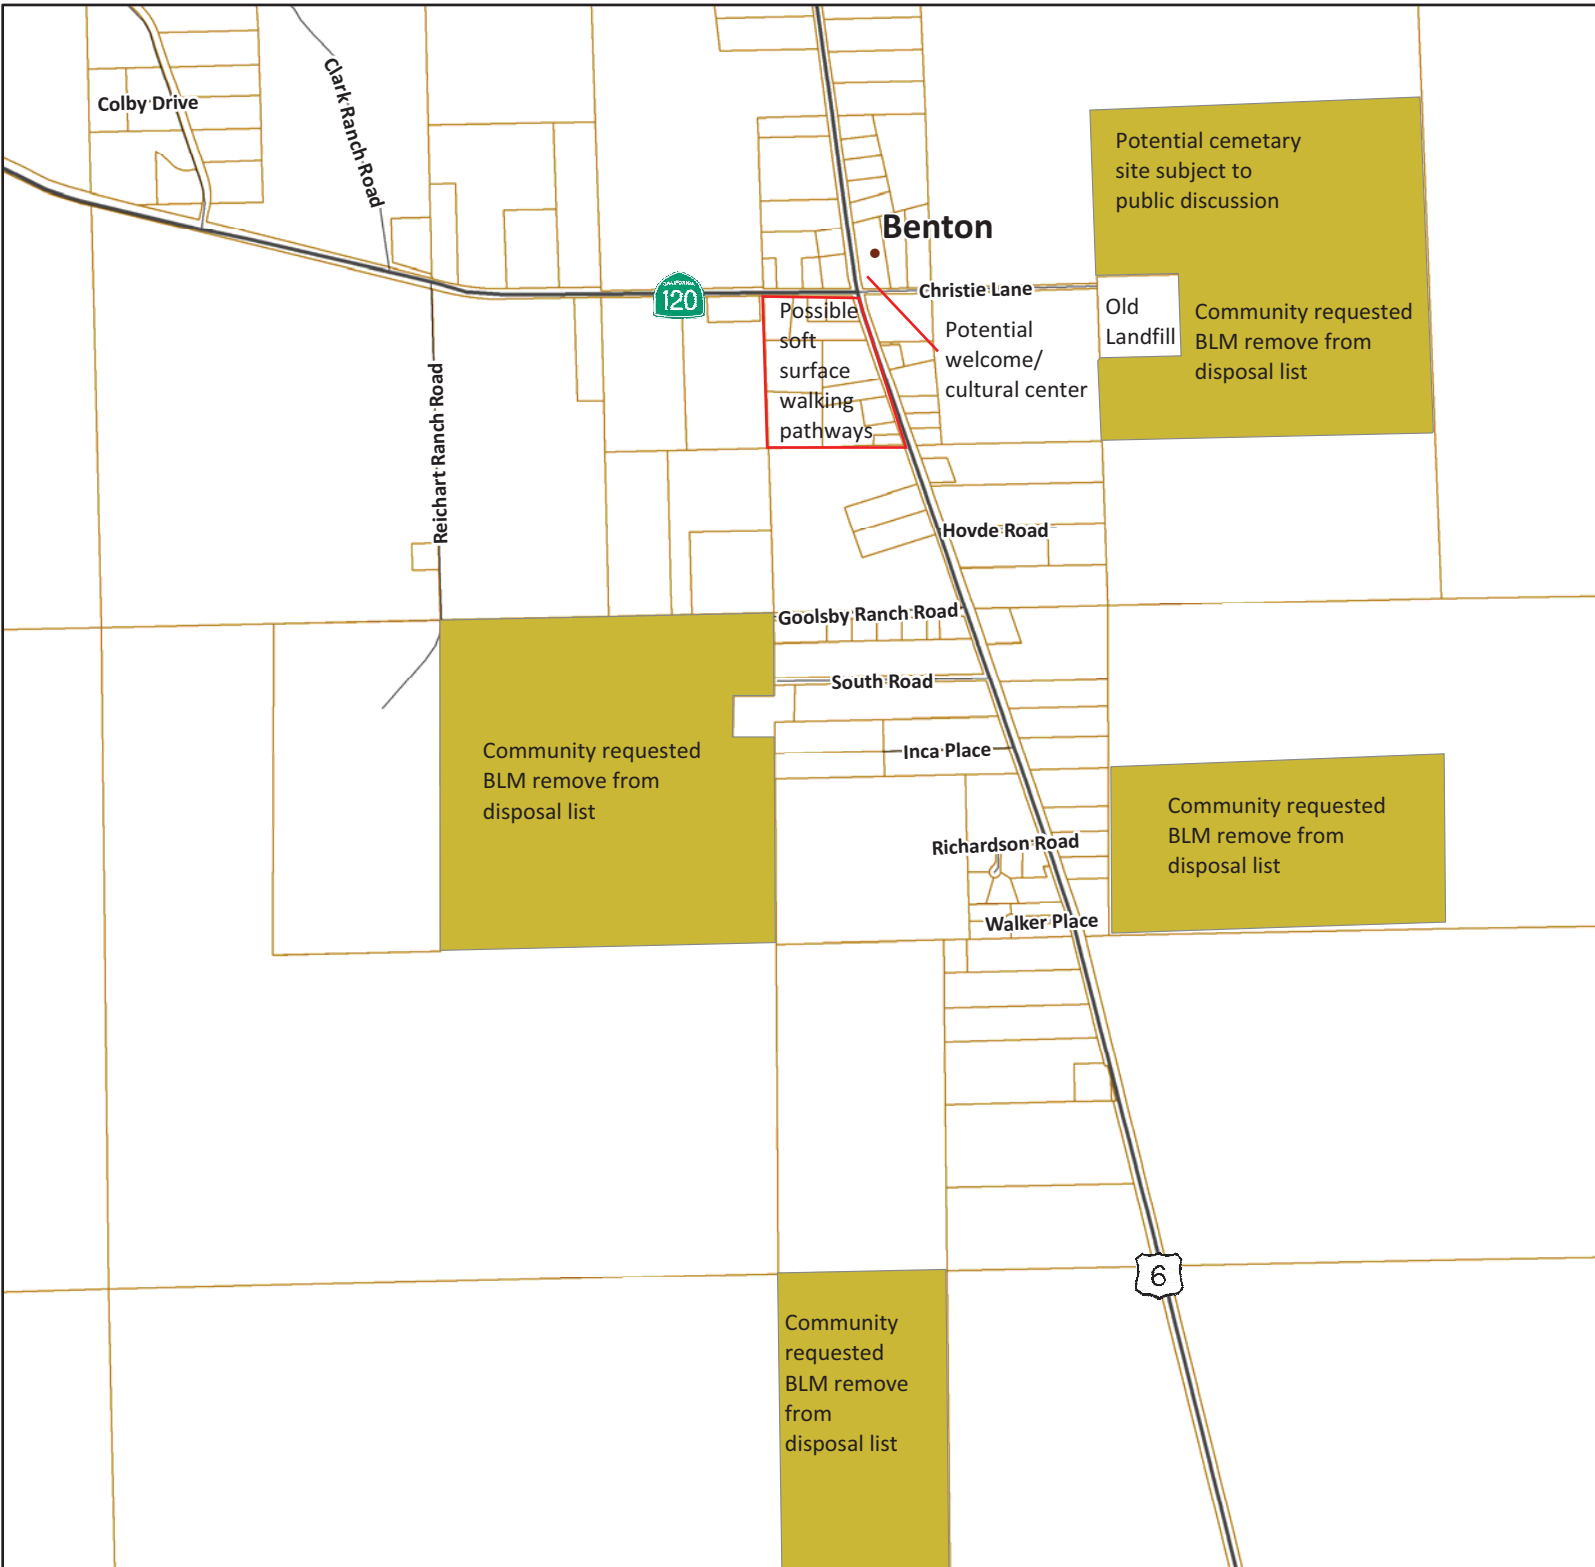 Colby Drive
Clark Ranch Road
Potential cemetary
site subject to
public discussion
Benton
CALIFORNIA
120
Christie Lane
Old
Landfill
Community requested
BLM remove from
disposal list
Possible
soft
surface
walking
pathways
Potential
welcome/
cultural center
Reichart Ranch Road
Hovde Road
Goolsby Ranch Road
South Road
Inca Place
Community requested
BLM remove from
disposal list
Richardson Road
Community requested
BLM remove from
disposal list
Walker Place
6
Community
requested
BLM remove
from
disposal list